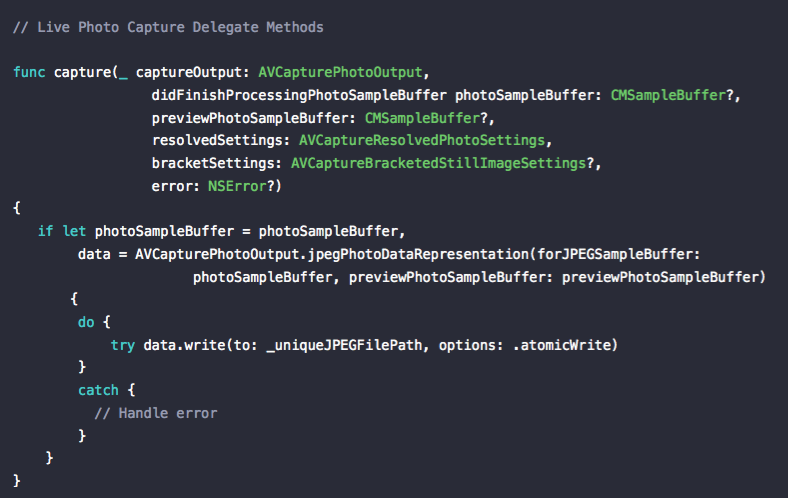 // Live Photo Capture Delegate Methods
func capture(_ captureOutput: AVCapturePhotoOutput,
didFinishProcessingPhotoSampleBuffer photoSampleBuffer: CMSampleBuffer?,
previewPhotoSampleBuffer: CMSampleBuffer?,
resolvedSettings: AVCaptureResolvedPhotoSettings,
bracketSettings: AVCaptureBracketedStillImageSettings?,
error: NSError?)
{
if let photoSampleBuffer = photoSampleBuffer,
data = AVCapturePhotoOutput.jpegPhotoDataRepresentation(forJPEGSampleBuffer:
photoSampleBuffer, previewPhotoSampleBuffer: previewPhotoSampleBuffer)
{
do {
try data.write(to: _uniqueJPEGFilePath, options: .atomicWrite)
}
catch {
// Handle error
}
}
}